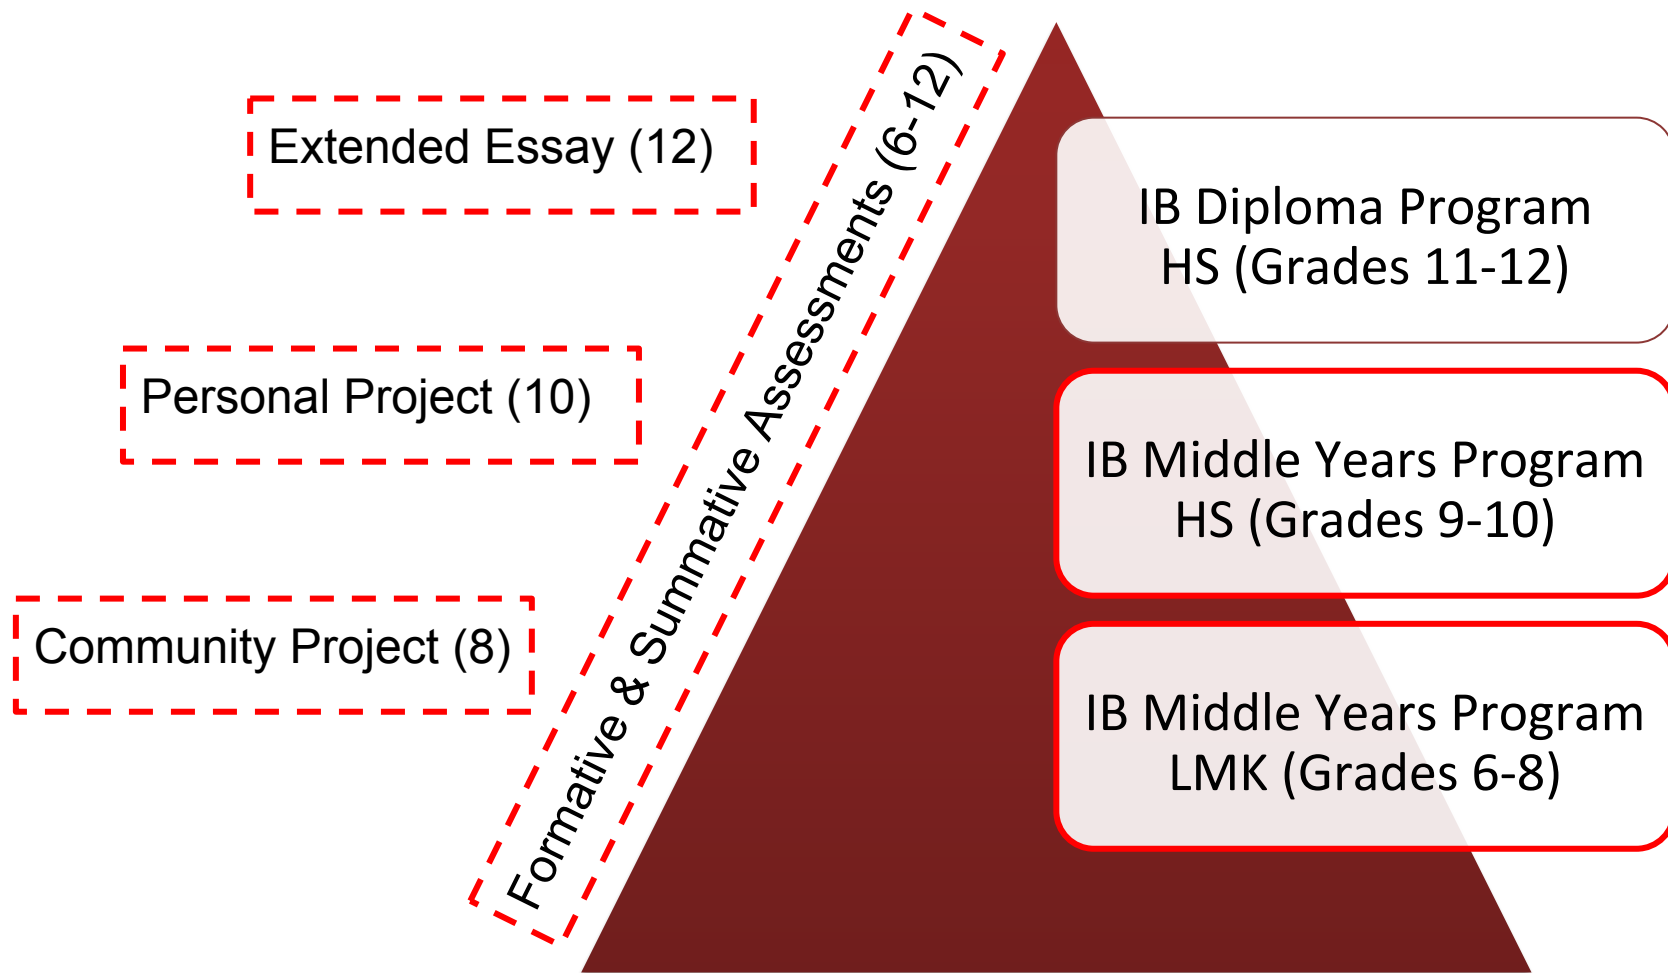 Extended Essay (12)
Personal Project (10)
Community Project (8)
Formative & Summative Assessments (6-12)
IB Diploma Program
HS (Grades 11-12)
IB Middle Years Program
HS (Grades 9-10)
IB Middle Years Program
LMK (Grades 6-8)